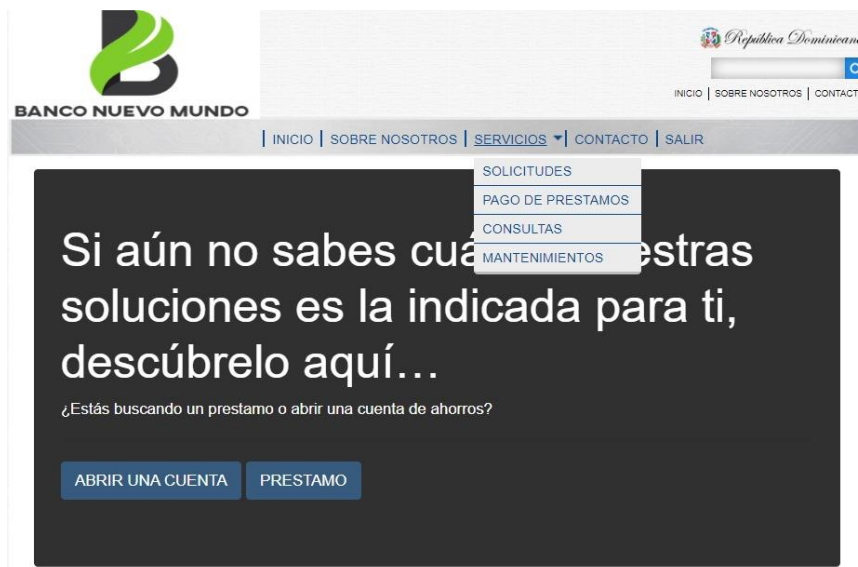 República Dominicana
INICIO | SOBRE NOSOTROS | CONTACT
BANCO NUEVO MUNDO
| INICIO | SOBRE NOSOTROS | SERVICIOS | CONTACTO | SALIR
SOLICITUDES
PAGO DE PRESTAMOS
CONSULTAS
MANTENIMIENTOS
Si aún no sabes cuá estras
soluciones es la indicada para ti,
descúbrelo aquí...
¿Estás buscando un prestamo o abrir una cuenta de ahorros?
ABRIR UNA CUENTA PRESTAMO